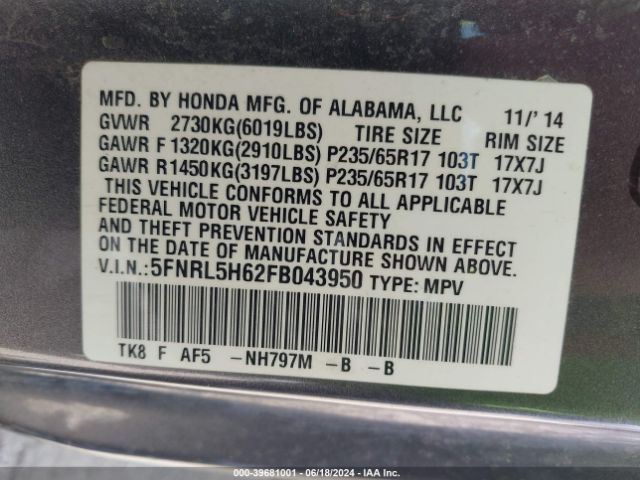 MFD. BY HONDA MFG. OF ALABAMA, LLC 11/' 14
GVWR 2730KG(6019LBS) TIRE SIZE RIM SIZE
GAWR F 1320KG(2910LBS) P235/65R17 103T 17X7J
GAWR R1450KG(3197LBS) P235/65R17 103T 17X7J
THIS VEHICLE CONFORMS TO ALL APPLICABLE
FEDERAL MOTOR VEHICLE SAFETY
AND THEFT PREVENTION STANDARDS IN EFFECT
ON THE DATE OF MANUFACTURE SHOWN ABOVE.
V.I.N.:5FNRL5H62FB043950 TYPE: MPV
TK8 F AF5 -NH797M -B -B
000-39681001 - 06/18/2024 - IAA Inc.